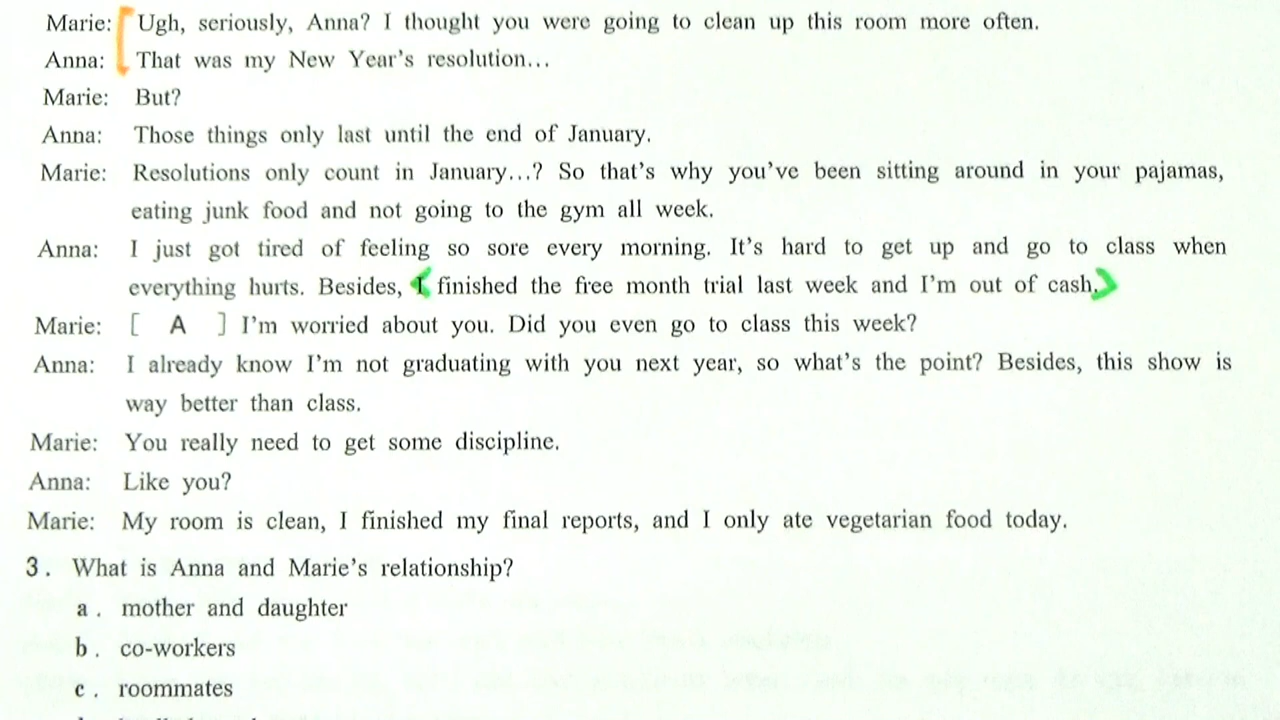 Marie: Ugh, seriously, Anna? I thought you were going to clean up this room more often.
Anna: That was my New Year's resolution...
Marie: But?
Anna: Those things only last until the end of January.
Marie: Resolutions only count in January...? So that's why you've been sitting around in your pajamas,
eating junk food and not going to the gym all week.
Anna: I just got tired of feeling so sore every morning. It's hard to get up and go to class when
everything hurts. Besides, I finished the free month trial last week and I'm out of cash.
Marie: [ A ] I'm worried about you. Did you even go to class this week?
Anna: I already know I'm not graduating with you next year, so what's the point? Besides, this show is
way better than class.
Marie: You really need to get some discipline.
Anna: Like you?
Marie: My room is clean, I finished my final reports, and I only ate vegetarian food today.
3. What is Anna and Marie's relationship?
a. mother and daughter
b. co-workers
c. roommates